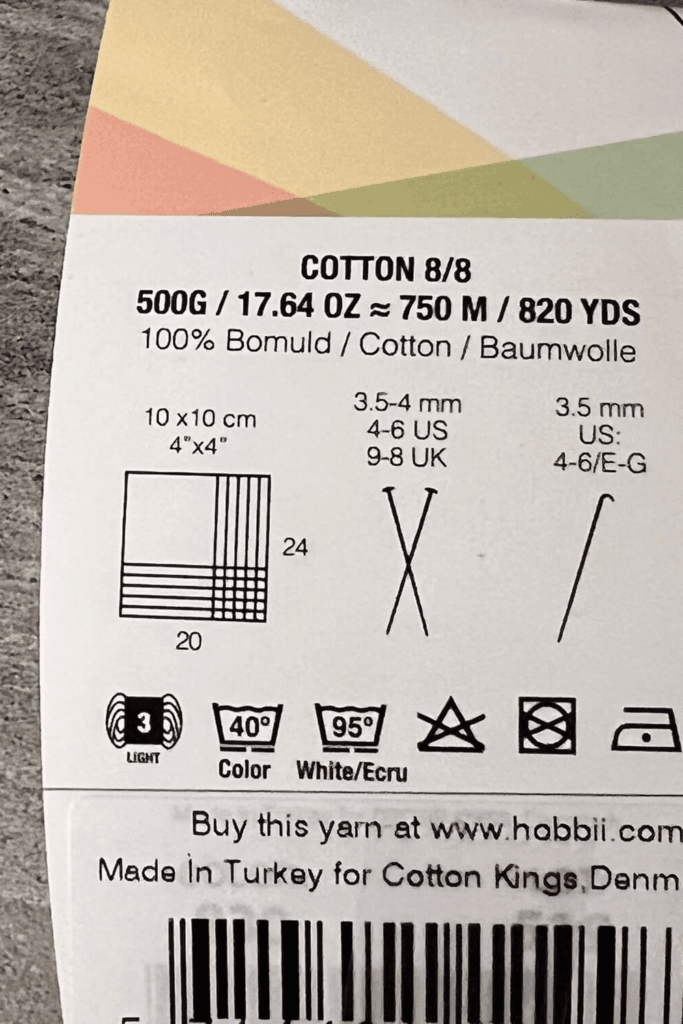 COTTON 8/8
500G / 17.64 OZ ≈ 750 M / 820 YDS
100% Bomuld / Cotton / Baumwolle
10 x10 cm
4"x4"
24
20
3.5-4 mm
4-6 US
9-8 UK
3.5 mm
US:
4-6/E-G
3
LIGHT
40°
Color
95°
White/Ecru
Buy this yarn at www.hobbii.com
Made in Turkey for Cotton Kings,Denm